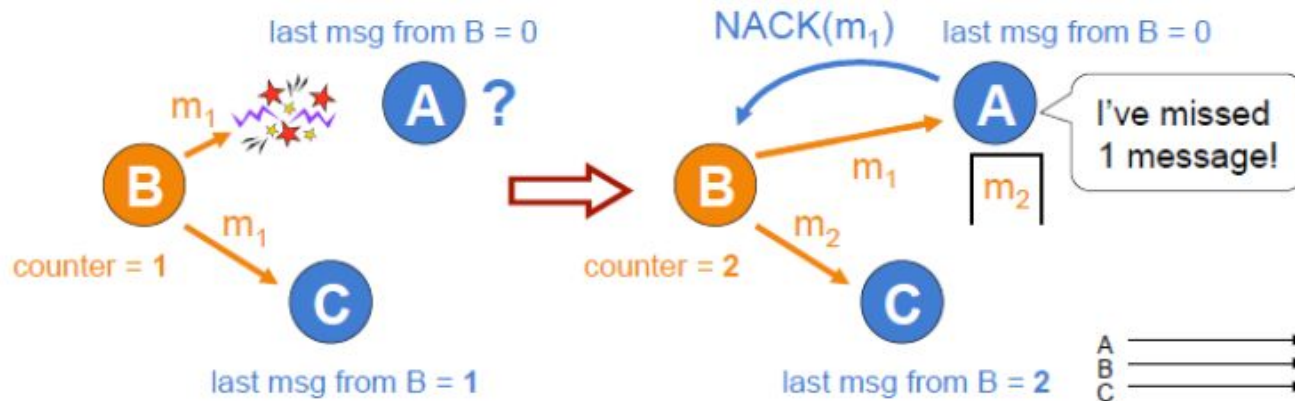 last msg from B = 0
A ?
m₁
B
m₁
counter = 1
C
last msg from B = 1
NACK(m₁)
last msg from B = 0
A
I've missed
1 message!
B
m₁
m₂
m₂
counter = 2
C
last msg from B = 2
A
B
C